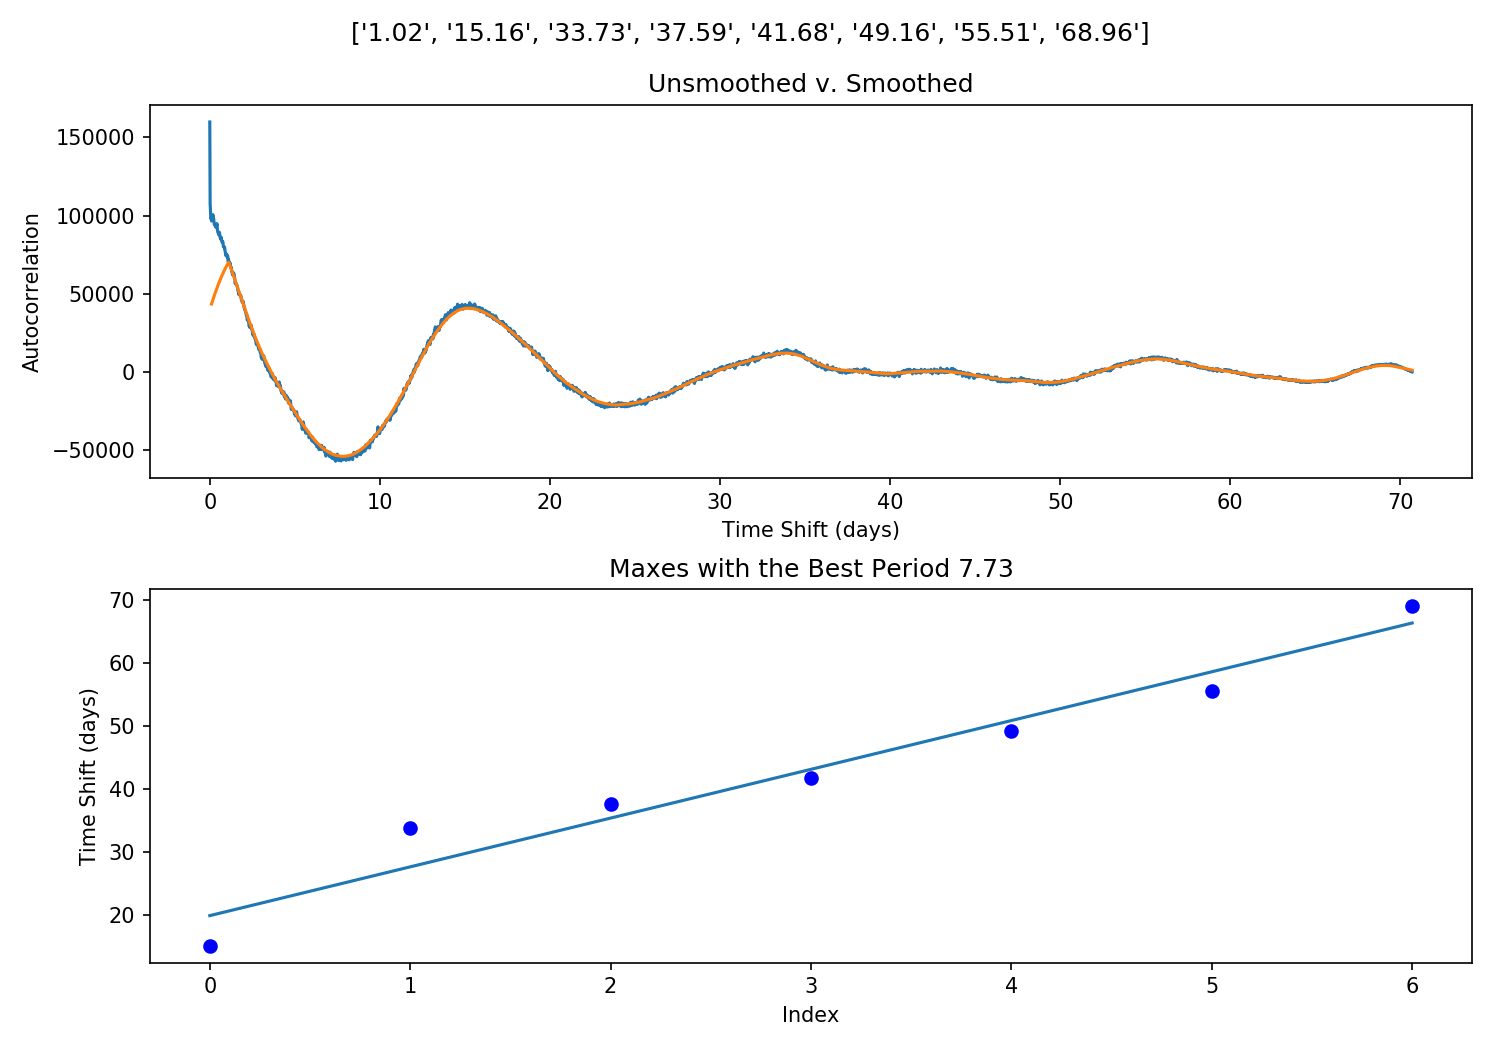 ['1.02', '15.16', '33.73', '37.59', '41.68', '49.16', '55.51', '68.96']
Unsmoothed v. Smoothed
Autocorrelation
150000
100000
50000
0
−50000
0 10 20 30 40 50 60 70
Time Shift (days)
Maxes with the Best Period 7.73
Time Shift (days)
70
60
50
40
30
20
0 1 2 3 4 5 6
Index